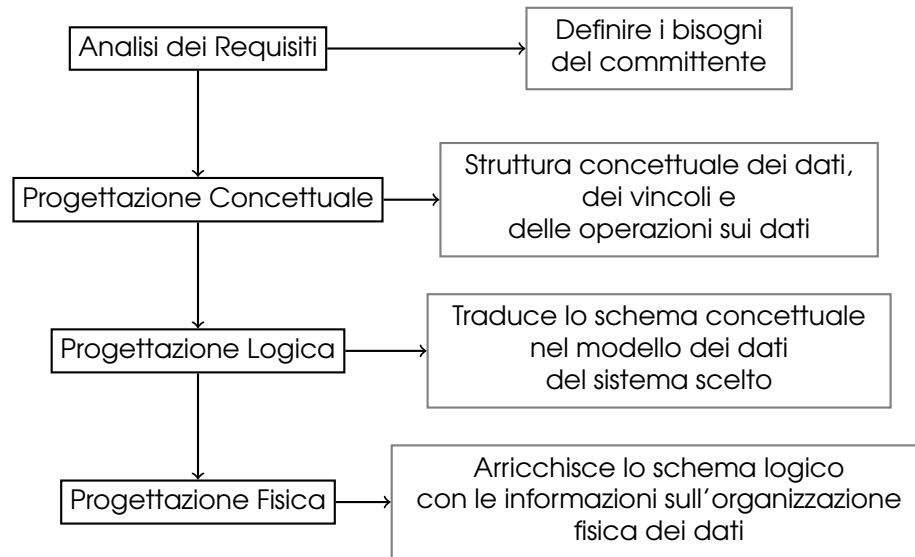 Analisi dei Requisiti
Definire i bisogni
del committente
Progettazione Concettuale
Struttura concettuale dei dati,
dei vincoli e
delle operazioni sui dati
Progettazione Logica
Traduce lo schema concettuale
nel modello dei dati
del sistema scelto
Progettazione Fisica
Arricchisce lo schema logico
con le informazioni sull'organizzazione
fisica dei dati